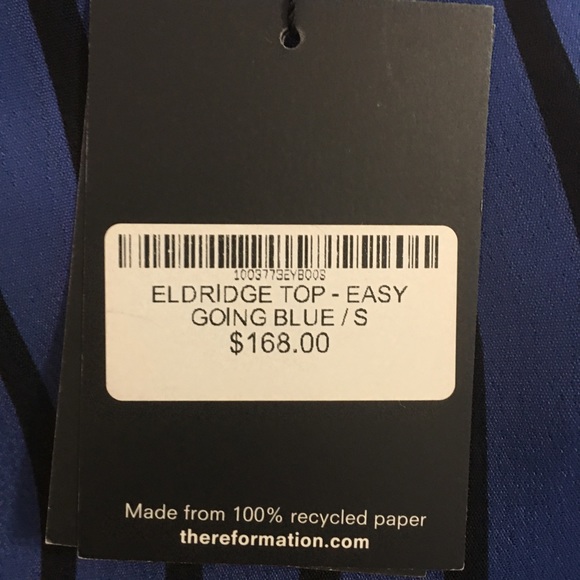 1003773EYB00S
ELDRIDGE TOP - EASY
GOING BLUE / S
$168.00
Made from 100% recycled paper
thereformation.com